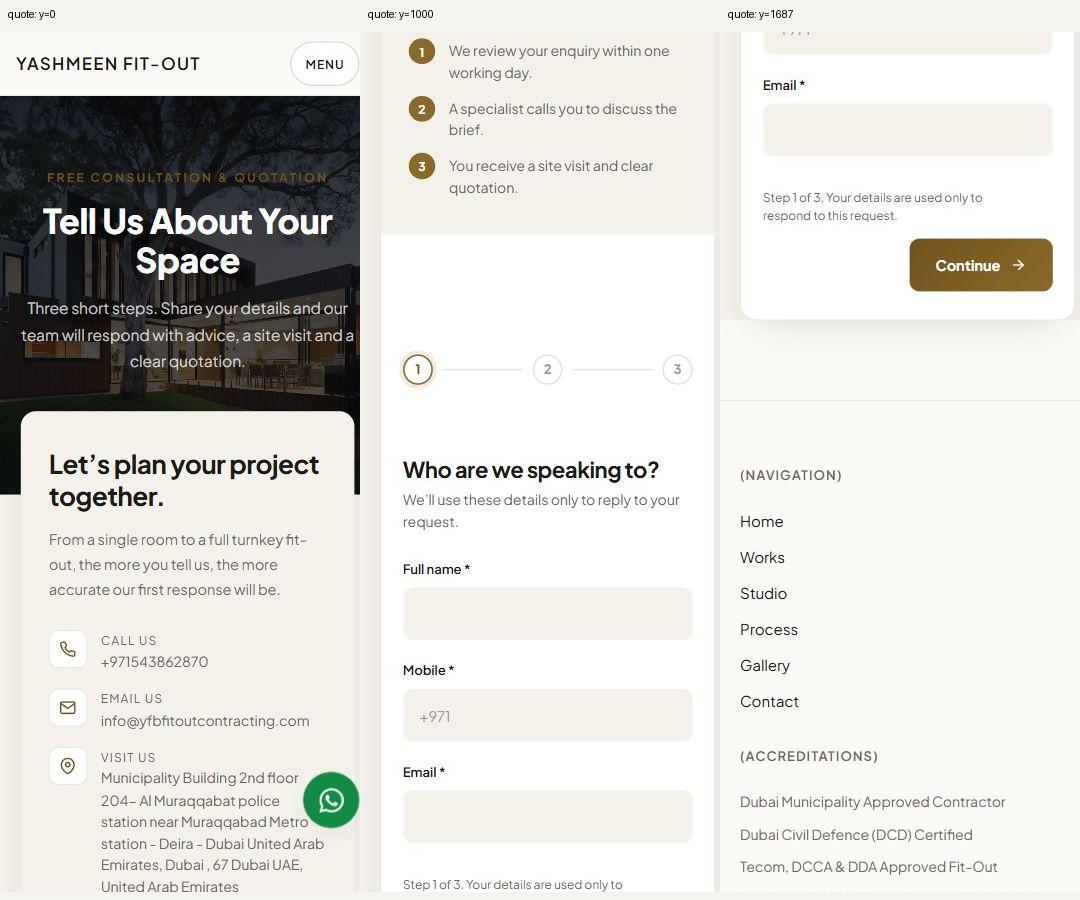 quote: y=0
YASHMEEN FIT-OUT
MENU
FREE CONSULTATION & QUOTATION
Tell Us About Your
Space
Three short steps. Share your details and our
team will respond with advice, a site visit and a
clear quotation.
Let's plan your project
together.
From a single room to a full turnkey fit-
out, the more you tell us, the more
accurate our first response will be.
CALL US
+971543862870
EMAIL US
info@yfbfitoutcontracting.com
VISIT US
Municipality Building 2nd floor
204– Al Muraqqabat police
station near Muraqqabad Metro
station - Deira - Dubai United Arab
Emirates, Dubai , 67 Dubai UAE,
United Arab Emirates
quote: y=1000
1 We review your enquiry within one
working day.
2 A specialist calls you to discuss the
brief.
3 You receive a site visit and clear
quotation.
1 2 3
Who are we speaking to?
We'll use these details only to reply to your
request.
Full name *
Mobile *
+971
Email *
Step 1 of 3. Your details are used only to
quote: y=1687
Email *
Step 1 of 3. Your details are used only to
respond to this request.
Continue →
(NAVIGATION)
Home
Works
Studio
Process
Gallery
Contact
(ACCREDITATIONS)
Dubai Municipality Approved Contractor
Dubai Civil Defence (DCD) Certified
Tecom, DCCA & DDA Approved Fit-Out